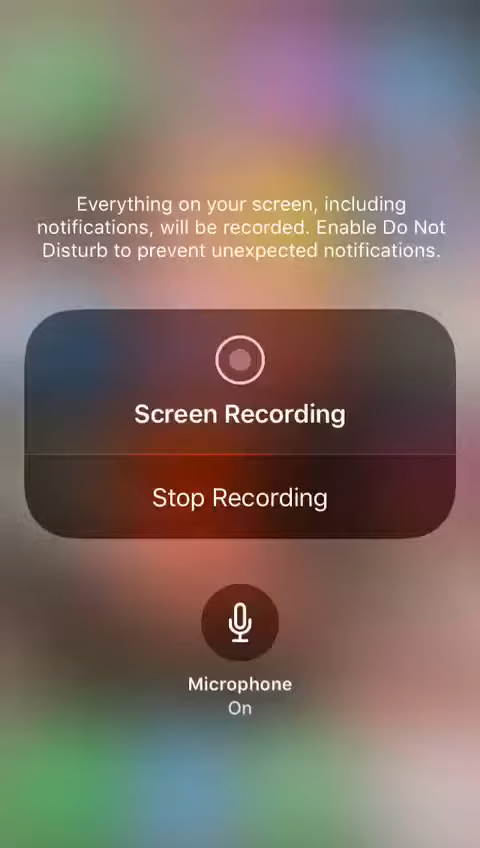 Everything on your screen, including
notifications, will be recorded. Enable Do Not
Disturb to prevent unexpected notifications.
Screen Recording
Stop Recording
Microphone
On